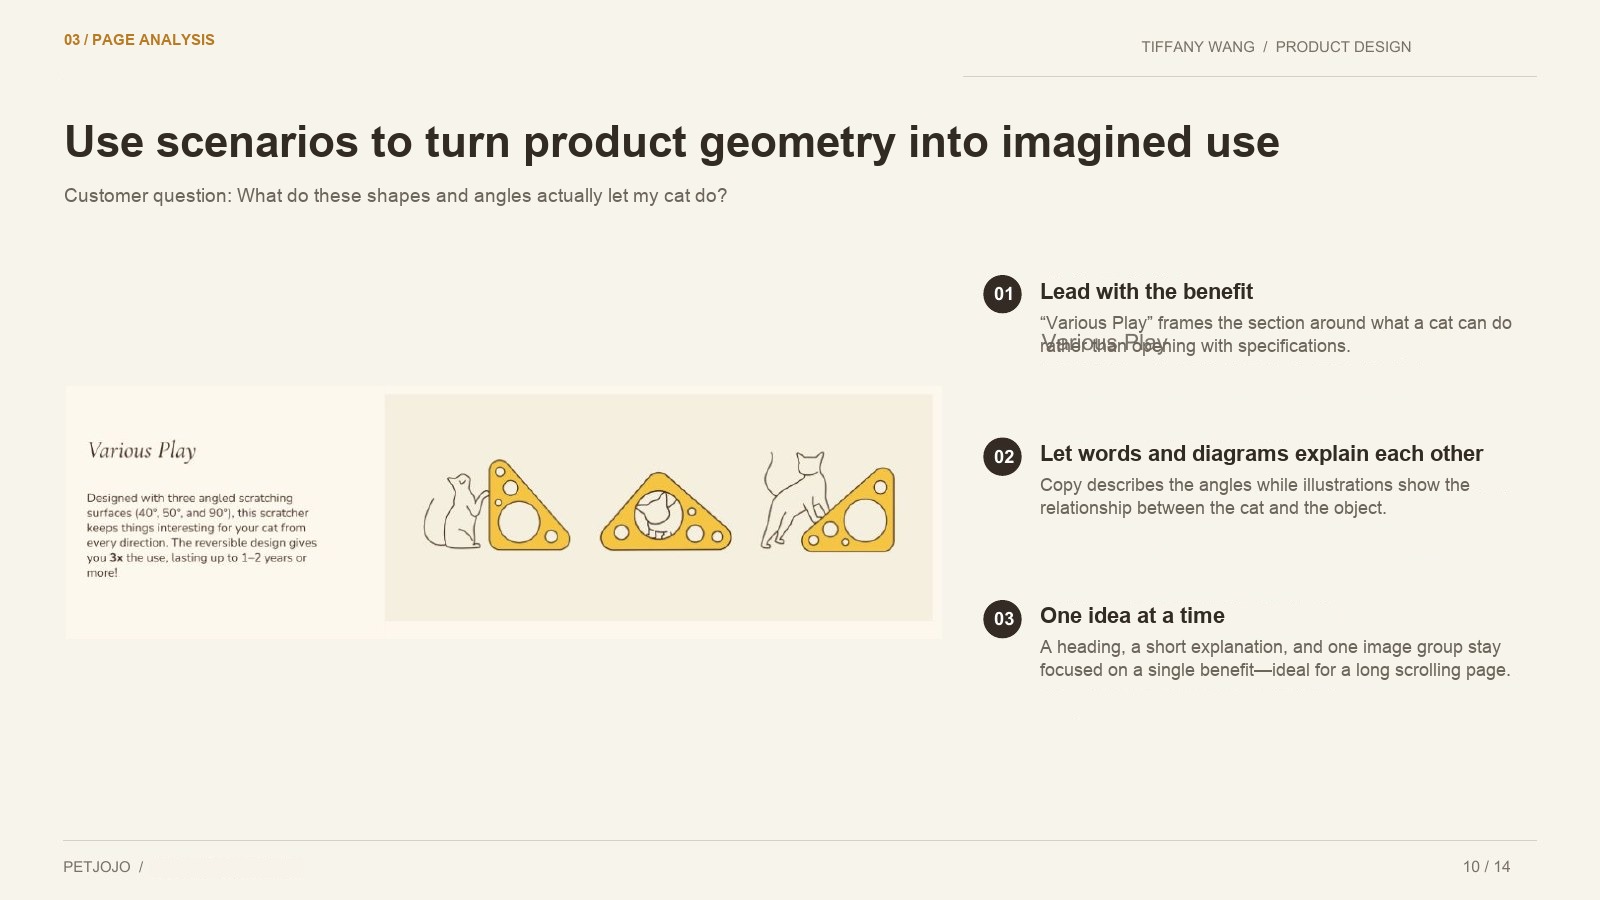 03 / PAGE ANALYSIS
TIFFANY WANG / PRODUCT DESIGN
Use scenarios to turn product geometry into imagined use
Customer question: What do these shapes and angles actually let my cat do?
Various Play
Designed with three angled scratching
surfaces (40°, 50°, and 90°), this scratcher
keeps things interesting for your cat from
every direction. The reversible design gives
you 3x the use, lasting up to 1–2 years or
more!
01
Lead with the benefit
“Various Play” frames the section around what a cat can do
rather than opening with specifications.
Various Play
02
Let words and diagrams explain each other
Copy describes the angles while illustrations show the
relationship between the cat and the object.
03
One idea at a time
A heading, a short explanation, and one image group stay
focused on a single benefit—ideal for a long scrolling page.
PETJOJO /
10 / 14